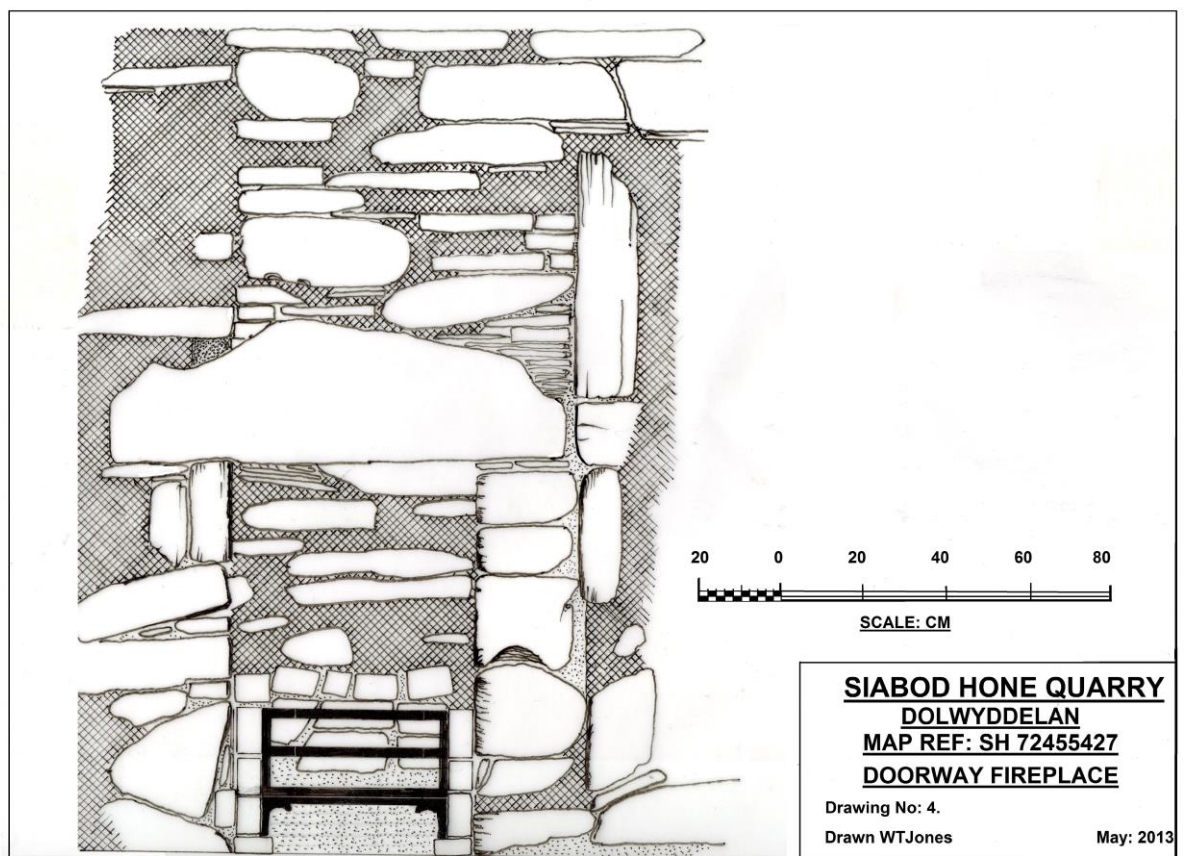 20 0 20 40 60 80
SCALE: CM
SIABOD HONE QUARRY
DOLWYDDELAN
MAP REF: SH 72455427
DOORWAY FIREPLACE
Drawing No: 4.
Drawn WTJones May: 2013